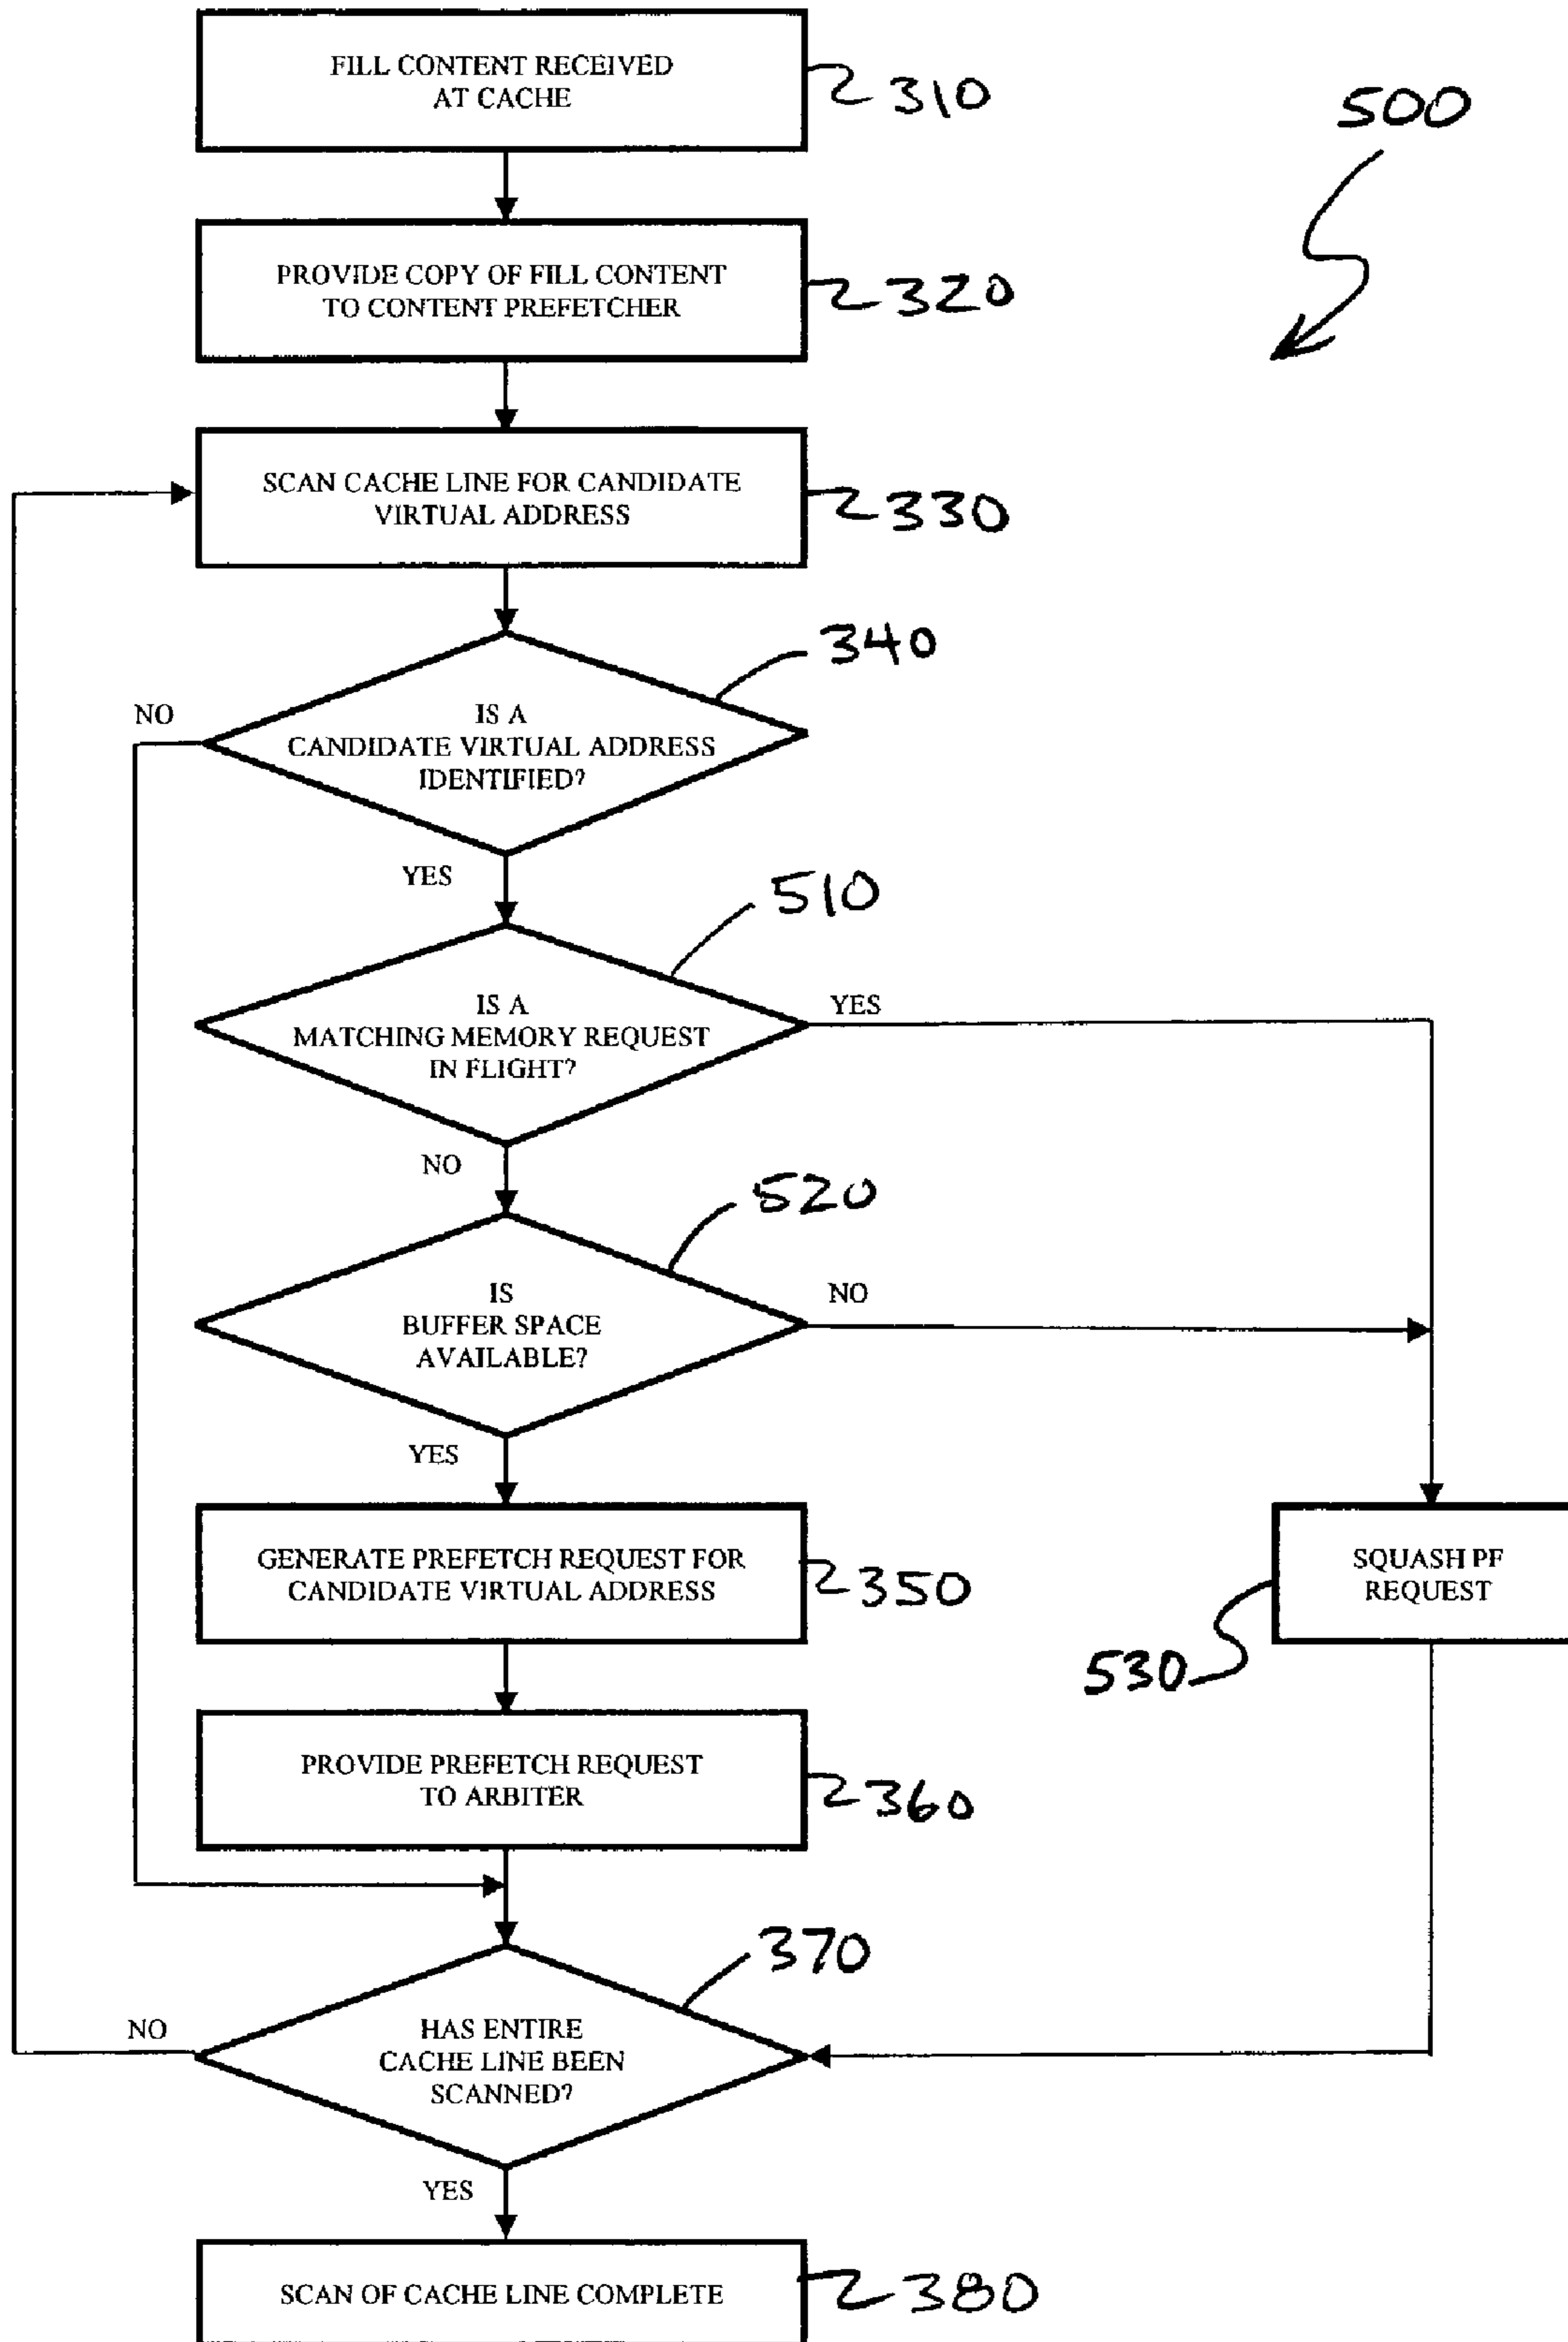 FILL CONTENT RECEIVED
AT CACHE
310
500
PROVIDE COPY OF FILL CONTENT
TO CONTENT PREFETCHER
320
SCAN CACHE LINE FOR CANDIDATE
VIRTUAL ADDRESS
330
340
NO
IS A
CANDIDATE VIRTUAL ADDRESS
IDENTIFIED?
YES
510
IS A
MATCHING MEMORY REQUEST
IN FLIGHT?
YES
NO
520
IS
BUFFER SPACE
AVAILABLE?
NO
YES
GENERATE PREFETCH REQUEST FOR
CANDIDATE VIRTUAL ADDRESS
350
SQUASH PF
REQUEST
530
PROVIDE PREFETCH REQUEST
TO ARBITER
360
370
NO
HAS ENTIRE
CACHE LINE BEEN
SCANNED?
YES
SCAN OF CACHE LINE COMPLETE
380